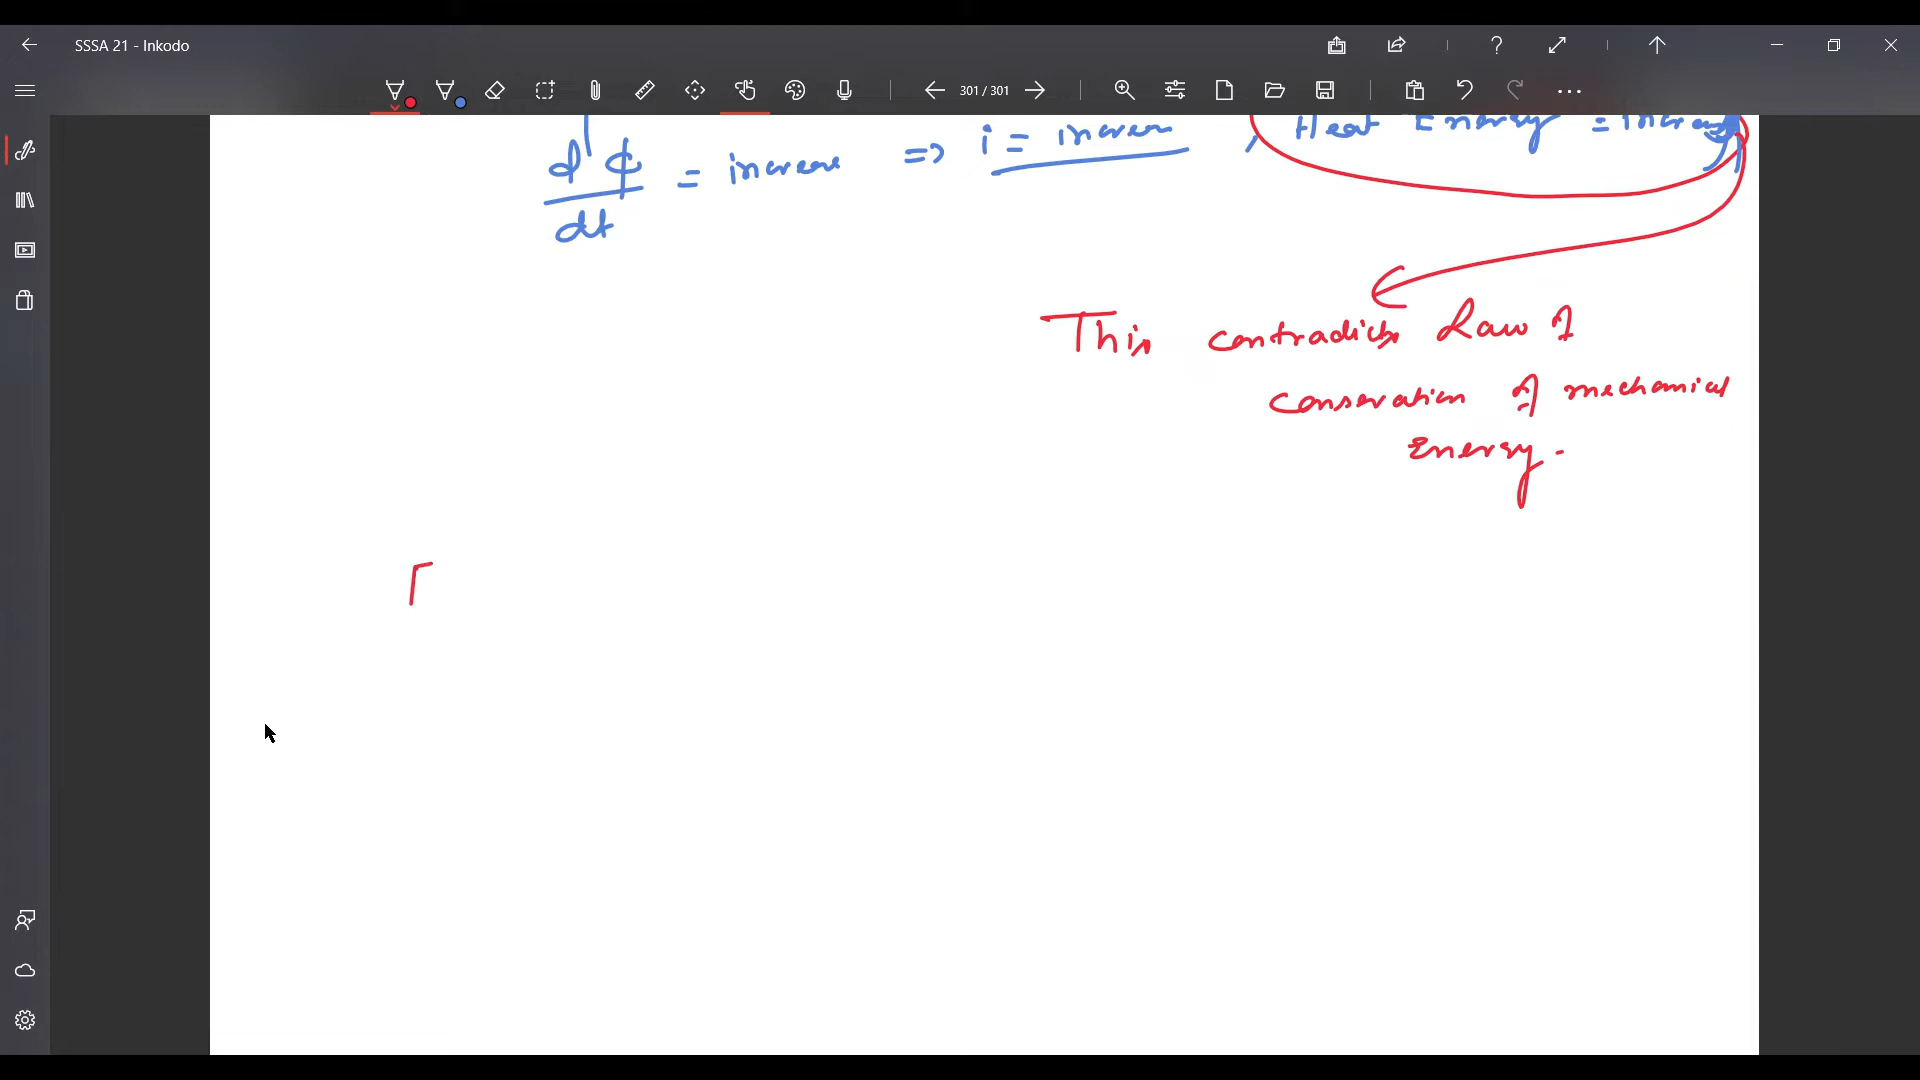 SSSA 21 - Inkodo
301 / 301
dϕ/dt = increase => i = increase , Heat Energy = increase
This contradicts Law of
conservation of mechanical
Energy.